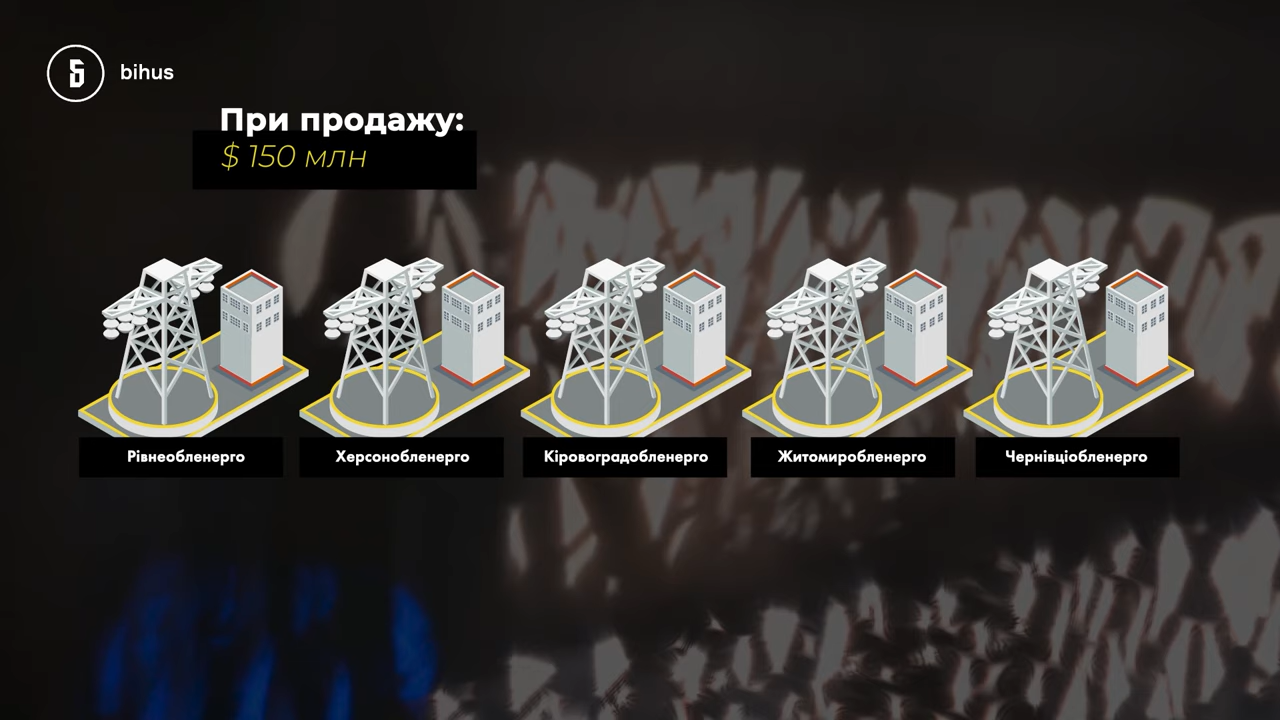 bihus
При продажу:
$ 150 млн
Рівнеобленерго
Херсонобленерго
Кіровоградобленерго
Житомиробленерго
Чернівціобленерго